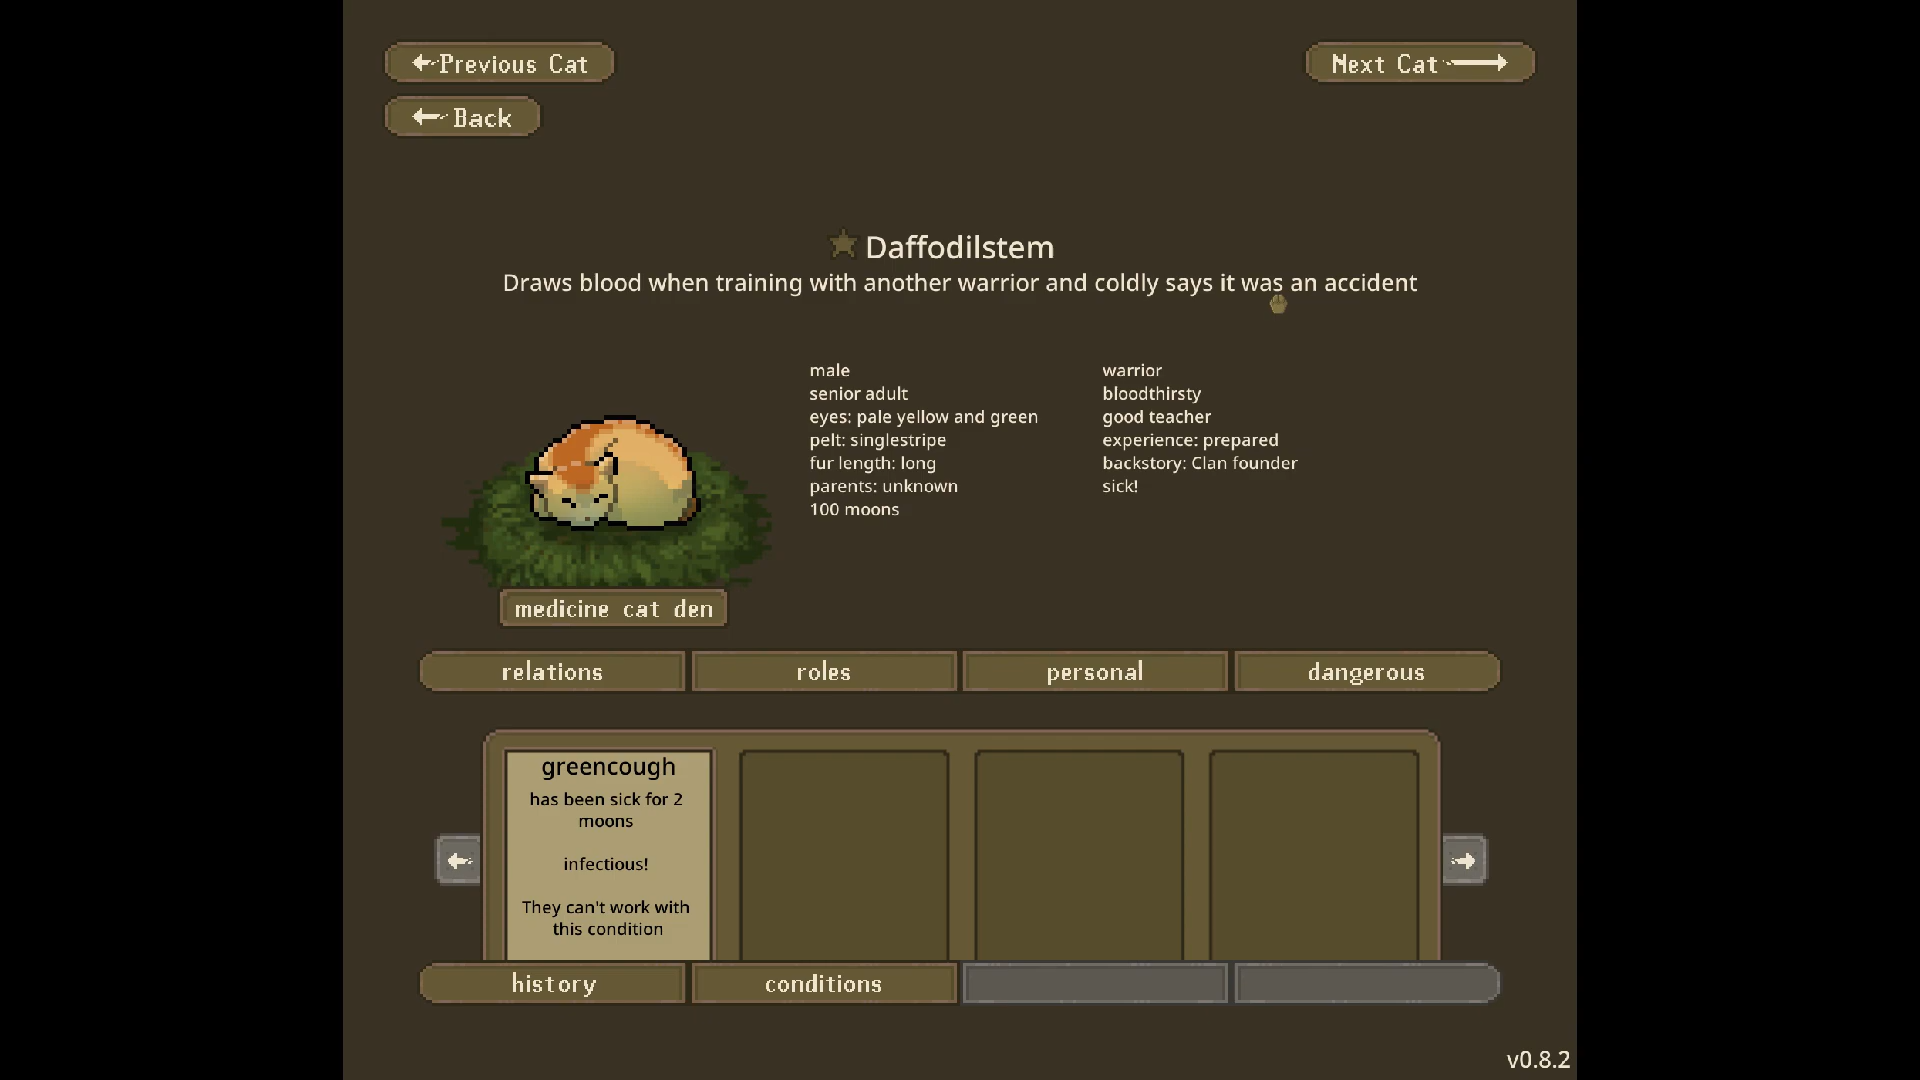 Previous Cat
Next Cat
Back
Daffodilstem
Draws blood when training with another warrior and coldly says it was an accident
male
senior adult
eyes: pale yellow and green
pelt: singlestripe
fur length: long
parents: unknown
100 moons
warrior
bloodthirsty
good teacher
experience: prepared
backstory: Clan founder
sick!
medicine cat den
relations
roles
personal
dangerous
greencough
has been sick for 2
moons
infectious!
They can't work with
this condition
history
conditions
v0.8.2